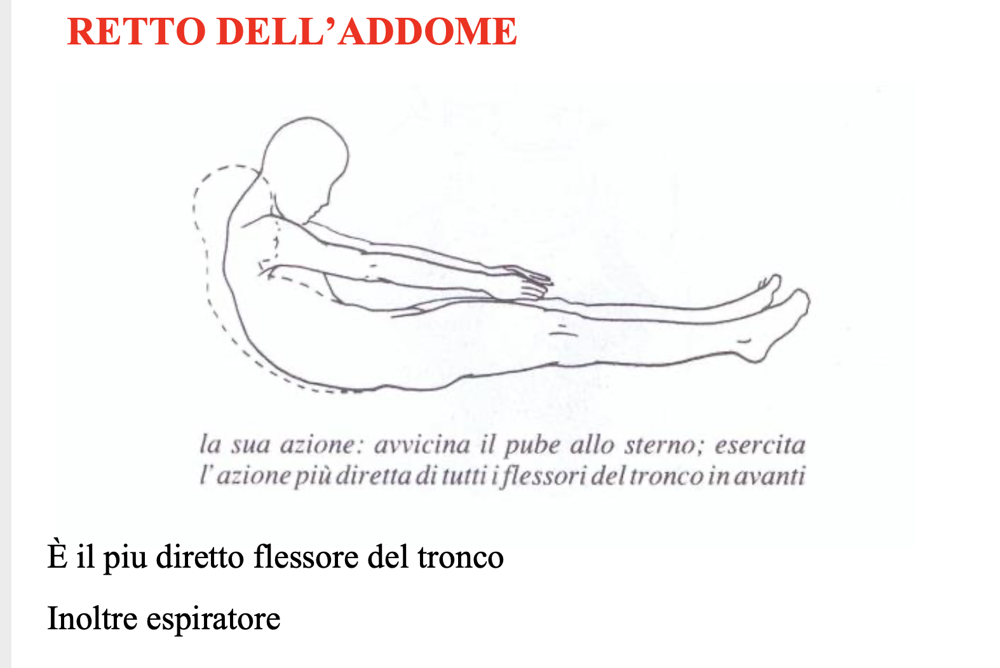 RETTO DELL’ADDOME
la sua azione: avvicina il pube allo sterno; esercita
l’azione più diretta di tutti i flessori del tronco in avanti
È il piu diretto flessore del tronco
Inoltre espiratore